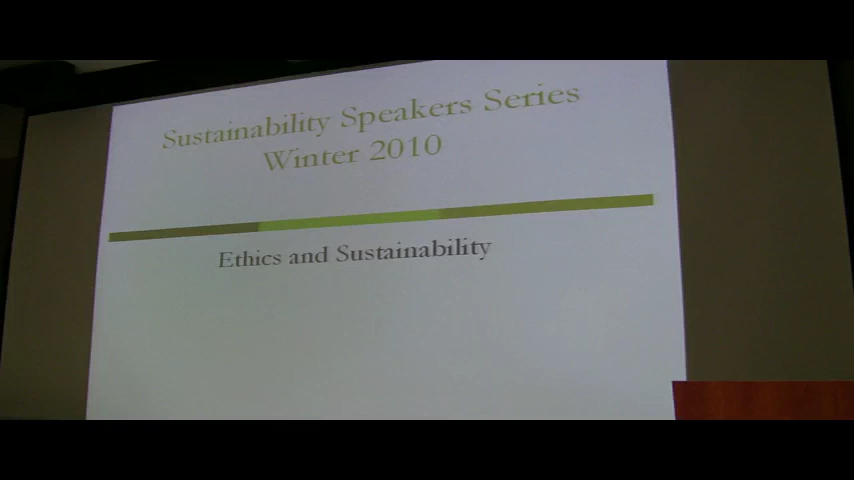 Sustainability Speakers Series
Winter 2010
Ethics and Sustainability